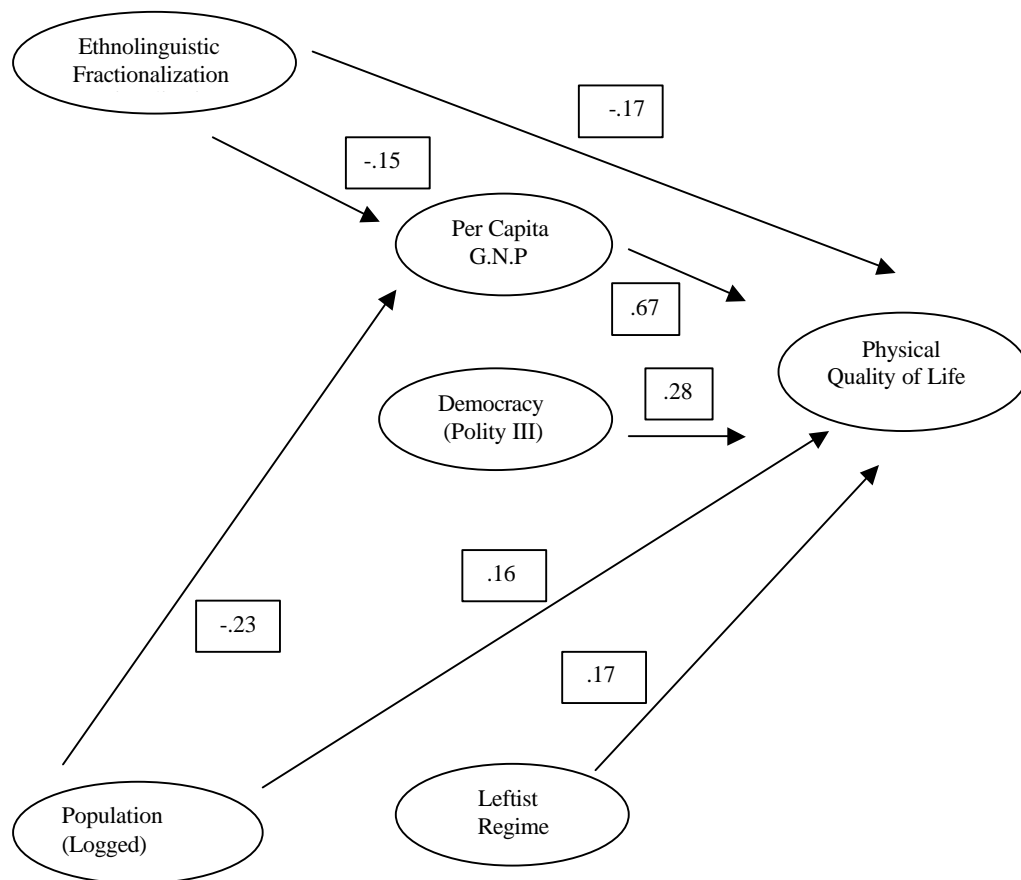 Ethnolinguistic
Fractionalization
-.17
-.15
Per Capita
G.N.P
.67
Physical
Quality of Life
.28
Democracy
(Polity III)
.16
-.23
.17
Leftist
Regime
Population
(Logged)